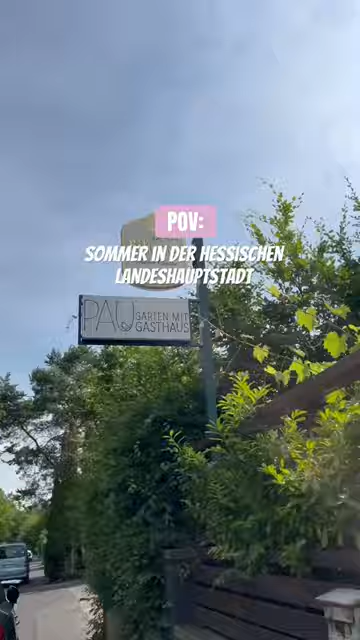 POV:
SOMMER IN DER HESSISCHEN
LANDESHAUPTSTADT
PAU GARTEN MIT
GASTHAUS